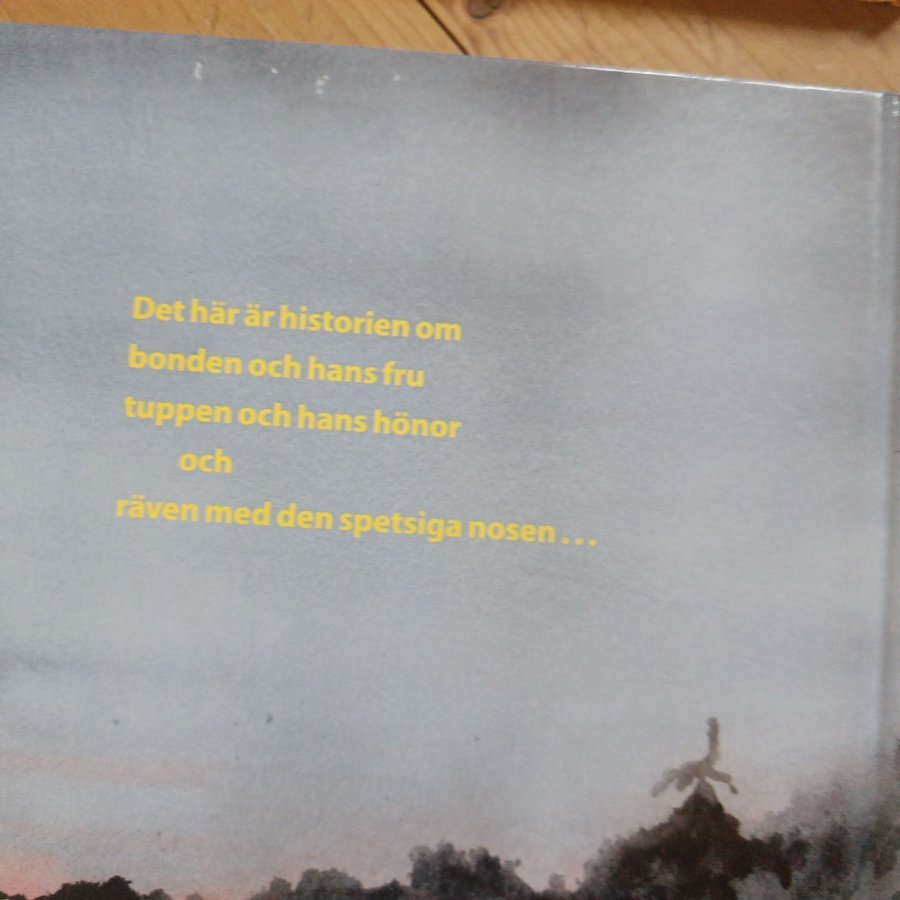 Det här är historien om
bonden och hans fru
tuppen och hans hönor
och
räven med den spetsiga nosen . . .